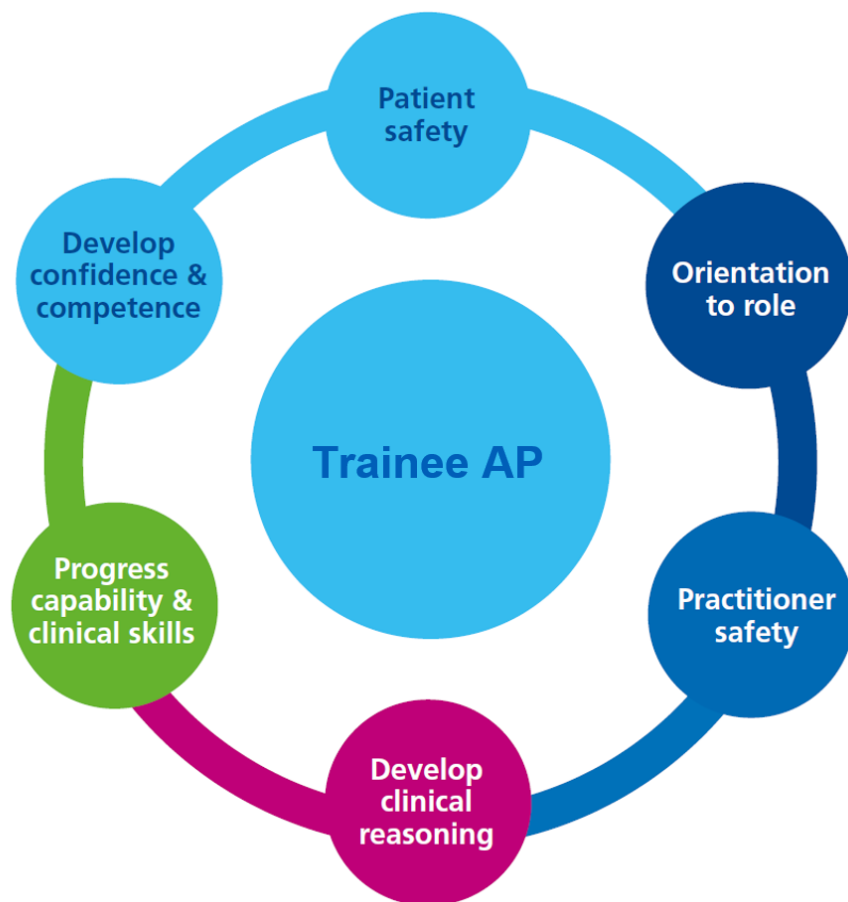 Patient
safety
Orientation
to role
Practitioner
safety
Develop
clinical
reasoning
Progress
capability &
clinical skills
Develop
confidence &
competence
Trainee AP